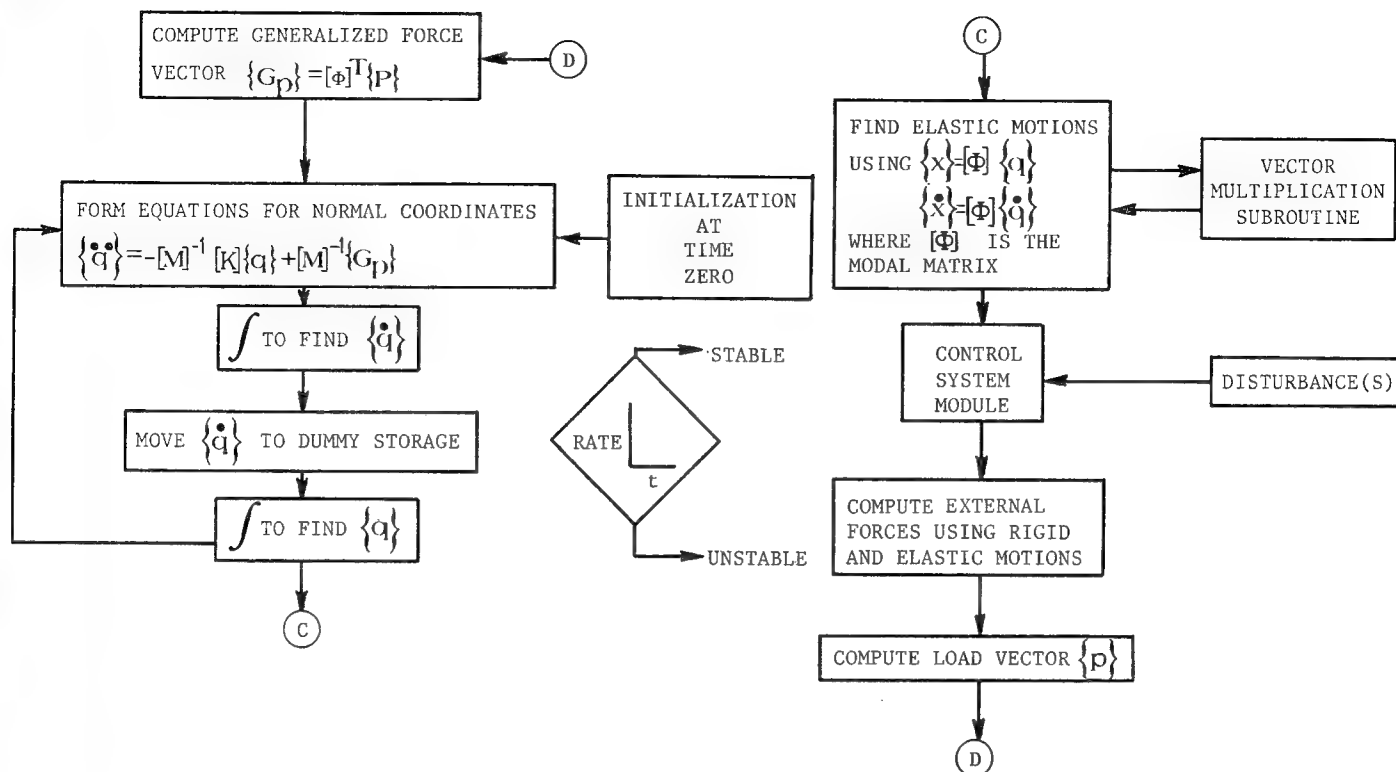 COMPUTE GENERALIZED FORCE
VECTOR {G_p} = [Φ]^T {P}
D
FORM EQUATIONS FOR NORMAL COORDINATES
{q̈} = -[M]^-1 [K]{q} + [M]^-1 {G_p}
INITIALIZATION
AT
TIME
ZERO
∫ TO FIND {q̇}
MOVE {q̇} TO DUMMY STORAGE
∫ TO FIND {q}
C
STABLE
RATE
t
UNSTABLE
C
FIND ELASTIC MOTIONS
USING {x} = [Φ] {q}
{ẋ} = [Φ] {q̇}
WHERE [Φ] IS THE
MODAL MATRIX
VECTOR
MULTIPLICATION
SUBROUTINE
CONTROL
SYSTEM
MODULE
DISTURBANCE(S)
COMPUTE EXTERNAL
FORCES USING RIGID
AND ELASTIC MOTIONS
COMPUTE LOAD VECTOR {p}
D